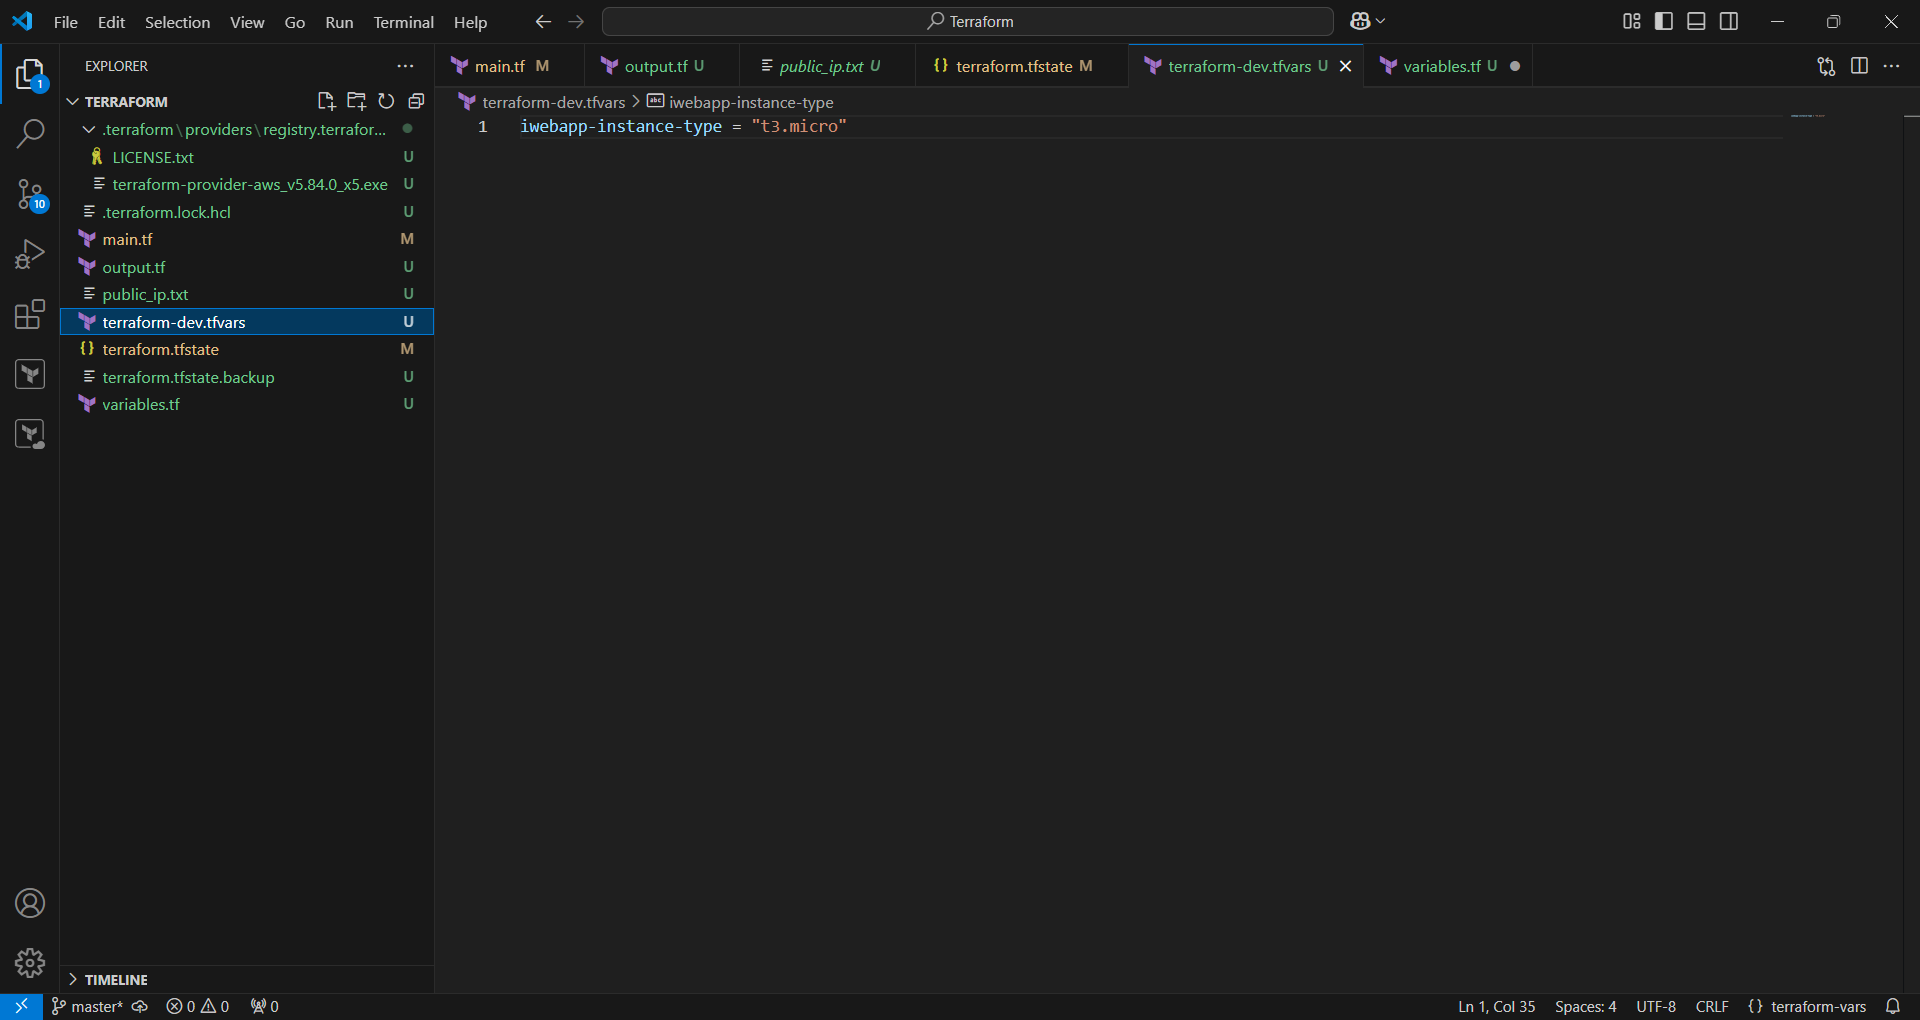 File Edit Selection View Go Run Terminal Help
Terraform
EXPLORER
main.tf M
output.tf U
public_ip.txt U
terraform.tfstate M
terraform-dev.tfvars U
variables.tf U
TERRAFORM
terraform-dev.tfvars > iwebapp-instance-type
1 iwebapp-instance-type = "t3.micro"
1
.terraform\providers\registry.terrafor...
LICENSE.txt U
terraform-provider-aws_v5.84.0_x5.exe U
10
.terraform.lock.hcl U
main.tf M
output.tf U
public_ip.txt U
terraform-dev.tfvars U
terraform.tfstate M
terraform.tfstate.backup U
variables.tf U
TIMELINE
master* 0 0 0
Ln 1, Col 35 Spaces: 4 UTF-8 CRLF {} terraform-vars